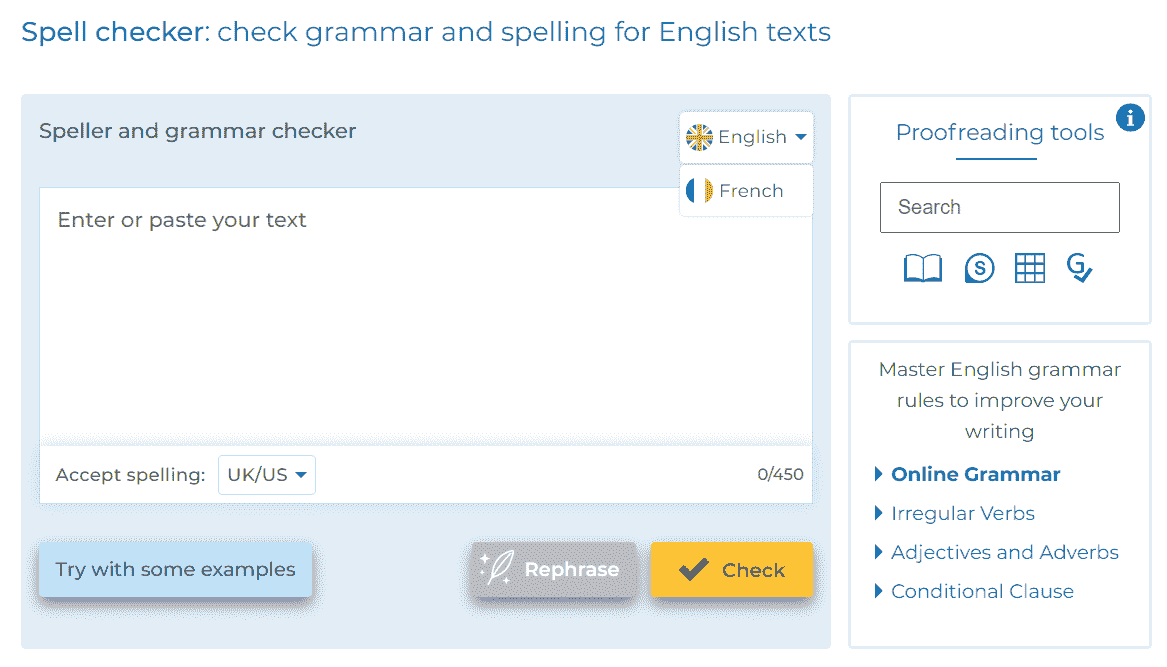 Spell checker: check grammar and spelling for English texts
Speller and grammar checker
English
French
Enter or paste your text
Accept spelling: UK/US
0/450
Try with some examples
Rephrase
Check
Proofreading tools
Search
Master English grammar
rules to improve your
writing
Online Grammar
Irregular Verbs
Adjectives and Adverbs
Conditional Clause